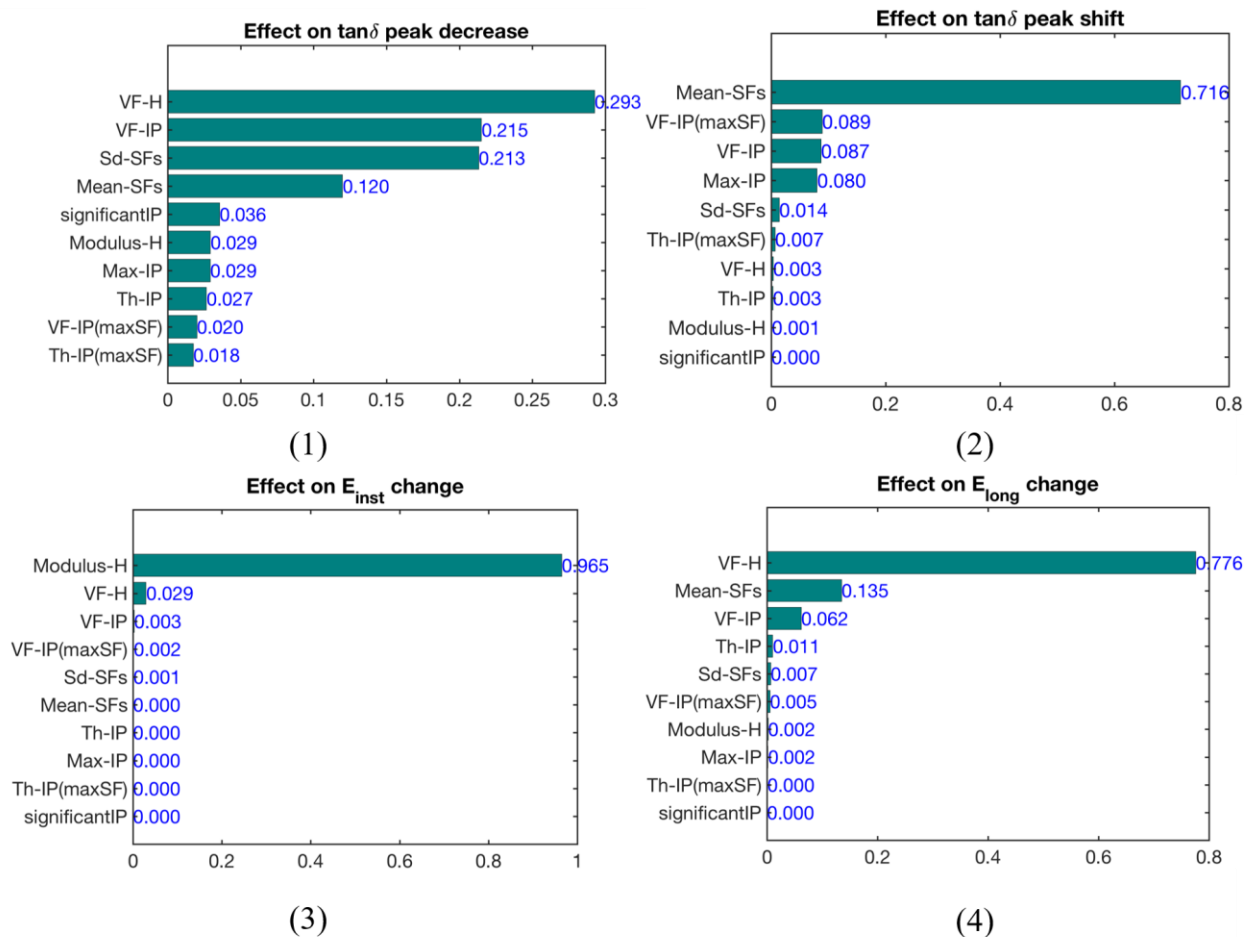 Effect on tanδ peak decrease
VF-H 0.293
VF-IP 0.215
Sd-SFs 0.213
Mean-SFs 0.120
significantIP 0.036
Modulus-H 0.029
Max-IP 0.029
Th-IP 0.027
VF-IP(maxSF) 0.020
Th-IP(maxSF) 0.018
0 0.05 0.1 0.15 0.2 0.25 0.3
(1)
Effect on tanδ peak shift
Mean-SFs 0.716
VF-IP(maxSF) 0.089
VF-IP 0.087
Max-IP 0.080
Sd-SFs 0.014
Th-IP(maxSF) 0.007
VF-H 0.003
Th-IP 0.003
Modulus-H 0.001
significantIP 0.000
0 0.2 0.4 0.6 0.8
(2)
Effect on E_inst change
Modulus-H 0.965
VF-H 0.029
VF-IP 0.003
VF-IP(maxSF) 0.002
Sd-SFs 0.001
Mean-SFs 0.000
Th-IP 0.000
Max-IP 0.000
Th-IP(maxSF) 0.000
significantIP 0.000
0 0.2 0.4 0.6 0.8 1
(3)
Effect on E_long change
VF-H 0.776
Mean-SFs 0.135
VF-IP 0.062
Th-IP 0.011
Sd-SFs 0.007
VF-IP(maxSF) 0.005
Modulus-H 0.002
Max-IP 0.002
Th-IP(maxSF) 0.000
significantIP 0.000
0 0.2 0.4 0.6 0.8
(4)